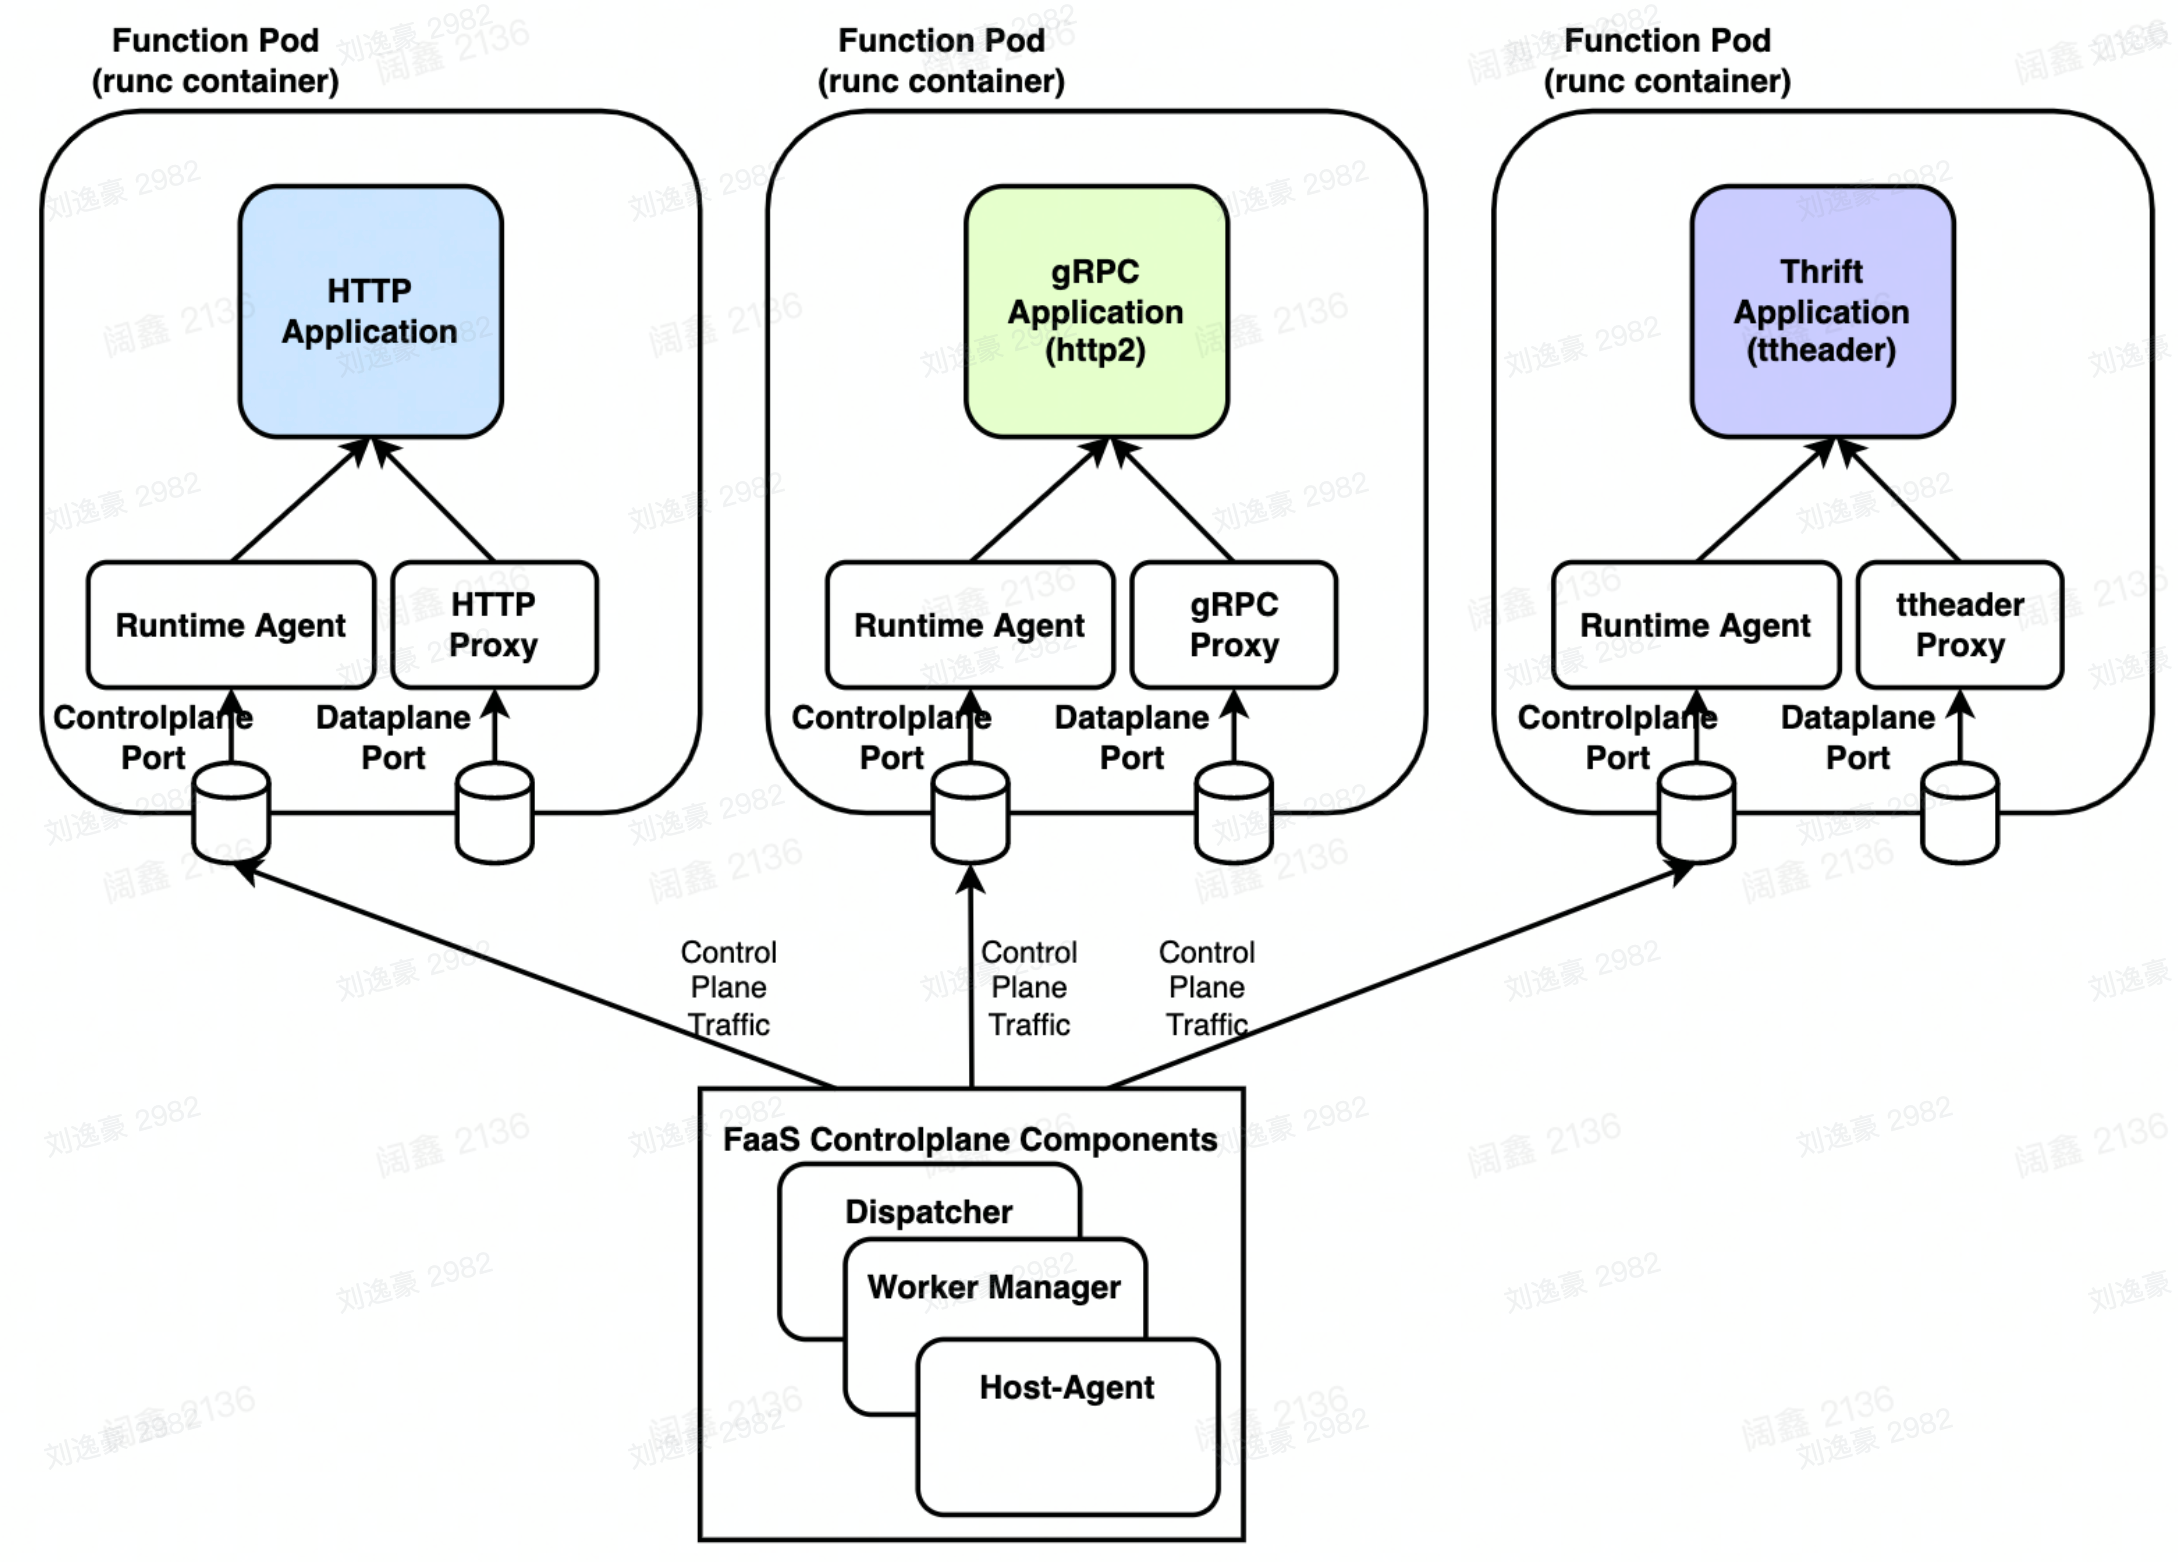 Function Pod
(runc container)
Function Pod
(runc container)
Function Pod
(runc container)
HTTP
Application
gRPC
Application
(http2)
Thrift
Application
(ttheader)
Runtime Agent
HTTP
Proxy
Runtime Agent
gRPC
Proxy
Runtime Agent
ttheader
Proxy
Controlplane
Port
Dataplane
Port
Controlplane
Port
Dataplane
Port
Controlplane
Port
Dataplane
Port
Control
Plane
Traffic
Control
Plane
Traffic
Control
Plane
Traffic
FaaS Controlplane Components
Dispatcher
Worker Manager
Host-Agent
刘逸豪 2982
阔鑫 2136